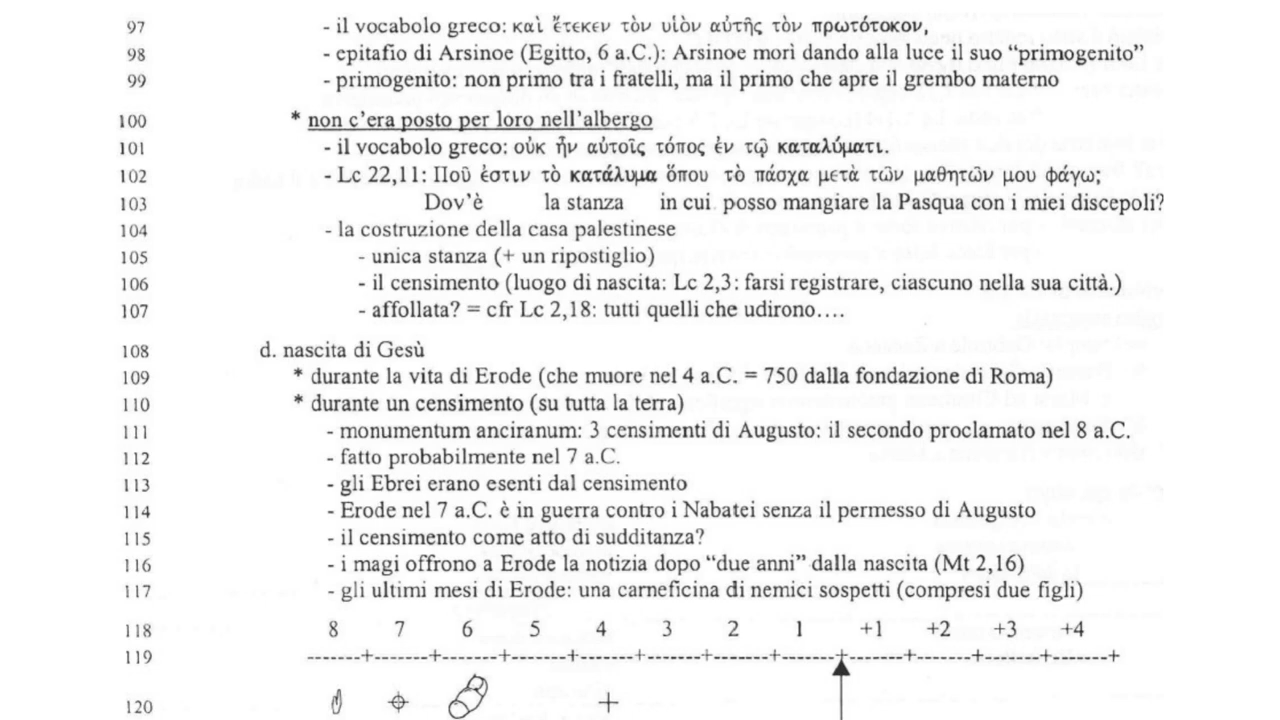 97 - il vocabolo greco: καὶ ἔτεκεν τὸν υἱὸν αὐτῆς τὸν πρωτότοκον,
98 - epitafio di Arsinoe (Egitto, 6 a.C.): Arsinoe morì dando alla luce il suo “primogenito”
99 - primogenito: non primo tra i fratelli, ma il primo che apre il grembo materno
100 * non c’era posto per loro nell’albergo
101 - il vocabolo greco: οὐκ ἦν αὐτοῖς τόπος ἐν τῷ καταλύματι.
102 - Lc 22,11: Ποῦ ἐστιν τὸ κατάλυμα ὅπου τὸ πάσχα μετὰ τῶν μαθητῶν μου φάγω;
103 Dov’è la stanza in cui posso mangiare la Pasqua con i miei discepoli?
104 - la costruzione della casa palestinese
105 - unica stanza (+ un ripostiglio)
106 - il censimento (luogo di nascita: Lc 2,3: farsi registrare, ciascuno nella sua città.)
107 - affollata? = cfr Lc 2,18: tutti quelli che udirono….
108 d. nascita di Gesù
109 * durante la vita di Erode (che muore nel 4 a.C. = 750 dalla fondazione di Roma)
110 * durante un censimento (su tutta la terra)
111 - monumentum anciranum: 3 censimenti di Augusto: il secondo proclamato nel 8 a.C.
112 - fatto probabilmente nel 7 a.C.
113 - gli Ebrei erano esenti dal censimento
114 - Erode nel 7 a.C. è in guerra contro i Nabatei senza il permesso di Augusto
115 - il censimento come atto di sudditanza?
116 - i magi offrono a Erode la notizia dopo “due anni” dalla nascita (Mt 2,16)
117 - gli ultimi mesi di Erode: una carneficina di nemici sospetti (compresi due figli)
118 8 7 6 5 4 3 2 1 +1 +2 +3 +4
119
120